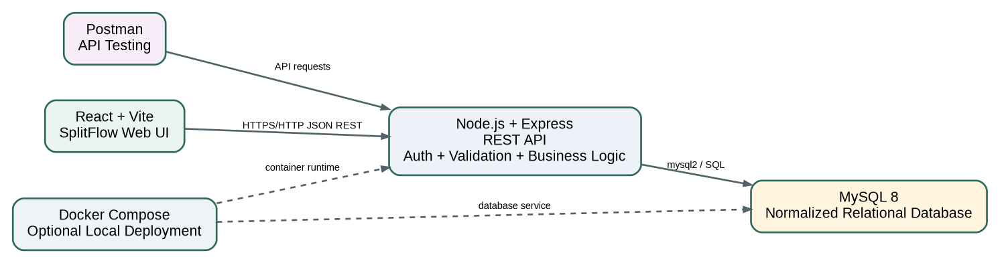 Postman
API Testing
API requests
React + Vite
SplitFlow Web UI
HTTPS/HTTP JSON REST
Node.js + Express
REST API
Auth + Validation + Business Logic
container runtime
mysql2 / SQL
Docker Compose
Optional Local Deployment
database service
MySQL 8
Normalized Relational Database